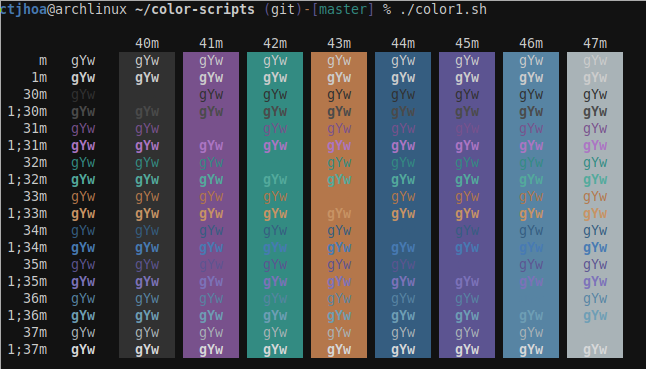 ctjhoa@archlinux ~/color-scripts (git)-[master] % ./color1.sh
40m 41m 42m 43m 44m 45m 46m 47m
m gYw gYw gYw gYw gYw gYw gYw gYw gYw
1m gYw gYw gYw gYw gYw gYw gYw gYw gYw
30m gYw gYw gYw gYw gYw gYw gYw gYw
1;30m gYw gYw gYw gYw gYw gYw gYw gYw gYw
31m gYw gYw gYw gYw gYw gYw gYw gYw
1;31m gYw gYw gYw gYw gYw gYw gYw gYw gYw
32m gYw gYw gYw gYw gYw gYw gYw gYw
1;32m gYw gYw gYw gYw gYw gYw gYw gYw gYw
33m gYw gYw gYw gYw gYw gYw gYw gYw
1;33m gYw gYw gYw gYw gYw gYw gYw gYw gYw
34m gYw gYw gYw gYw gYw gYw gYw gYw
1;34m gYw gYw gYw gYw gYw gYw gYw gYw gYw
35m gYw gYw gYw gYw gYw gYw gYw gYw
1;35m gYw gYw gYw gYw gYw gYw gYw gYw gYw
36m gYw gYw gYw gYw gYw gYw gYw gYw
1;36m gYw gYw gYw gYw gYw gYw gYw gYw gYw
37m gYw gYw gYw gYw gYw gYw gYw gYw
1;37m gYw gYw gYw gYw gYw gYw gYw gYw gYw